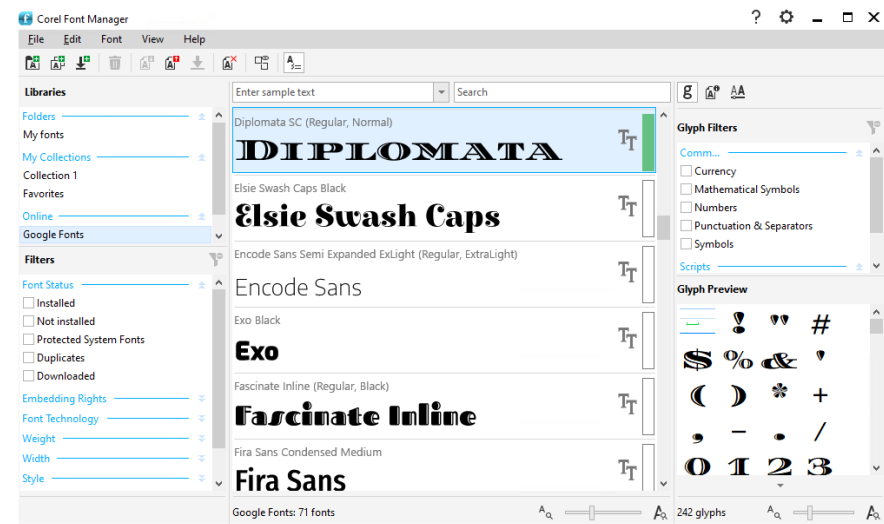 Corel Font Manager
File Edit Font View Help
Libraries
Folders
My fonts
My Collections
Collection 1
Favorites
Online
Google Fonts
Filters
Font Status
Installed
Not installed
Protected System Fonts
Duplicates
Downloaded
Embedding Rights
Font Technology
Weight
Width
Style
Enter sample text
Search
Diplomata SC (Regular, Normal)
DIPLOMATA
Elsie Swash Caps Black
Elsie Swash Caps
Encode Sans Semi Expanded ExLight (Regular, ExtraLight)
Encode Sans
Exo Black
Exo
Fascinate Inline (Regular, Black)
Fascinate Inline
Fira Sans Condensed Medium
Fira Sans
Google Fonts: 71 fonts
Glyph Filters
Comm...
Currency
Mathematical Symbols
Numbers
Punctuation & Separators
Symbols
Scripts
Glyph Preview
! " #
$ % & '
( ) * +
, - . /
0 1 2 3
242 glyphs